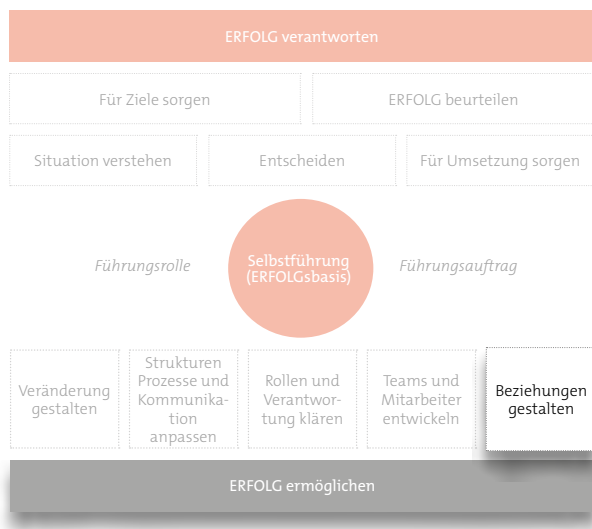 ERFOLG verantworten
Für Ziele sorgen
ERFOLG beurteilen
Situation verstehen
Entscheiden
Für Umsetzung sorgen
Führungsrolle
Selbstführung
(ERFOLGsbasis)
Führungsauftrag
Veränderung
gestalten
Strukturen
Prozesse und
Kommunika-
tion
anpassen
Rollen und
Verantwor-
tung klären
Teams und
Mitarbeiter
entwickeln
Beziehungen
gestalten
ERFOLG ermöglichen